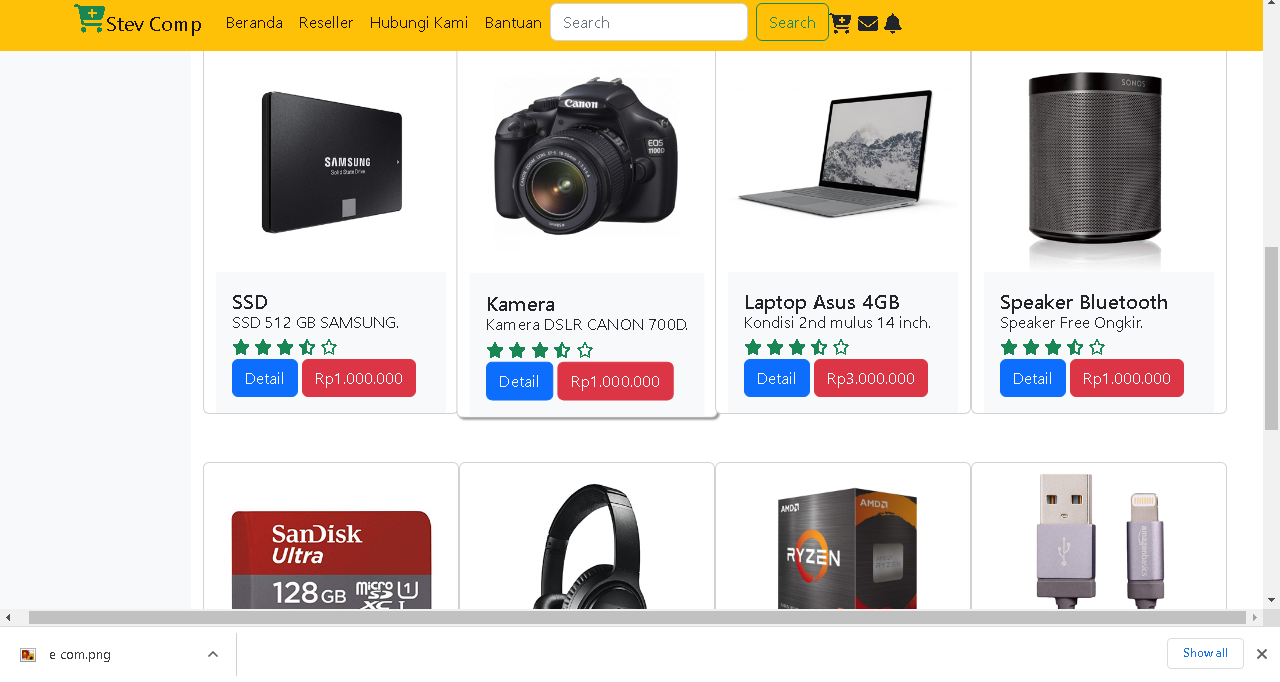 Stev Comp Beranda Reseller Hubungi Kami Bantuan Search Search
SAMSUNG
Solid State Drive
Canon
EOS
1100D
SONOS
SSD
SSD 512 GB SAMSUNG.
Detail Rp1.000.000
Kamera
Kamera DSLR CANON 700D.
Detail Rp1.000.000
Laptop Asus 4GB
Kondisi 2nd mulus 14 inch.
Detail Rp3.000.000
Speaker Bluetooth
Speaker Free Ongkir.
Detail Rp1.000.000
SanDisk
Ultra
128GB micro
SD
XC I
U1
AMD
RYZEN
AMD
RYZEN
amazonbasics
e com.png
Show all